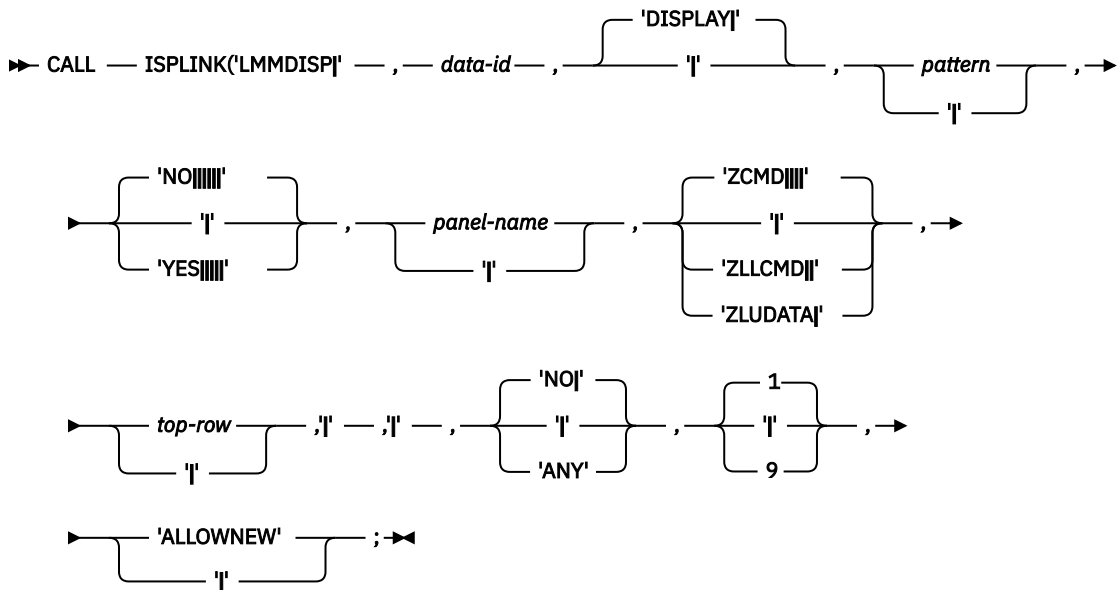 'DISPLAY|'
CALL ISPLINK('LMMDISP|' , data-id , '|' , pattern ,
'|'
'NO||||||' 'ZCMD||||'
'|' , panel-name , '|' ,
'YES|||||' '|' 'ZLLCMD||'
'ZLUDATA|'
'NO|' 1
top-row ,'|' ,'|' , '|' , '|' ,
'|' 'ANY' 9
'ALLOWNEW' ;
'|'